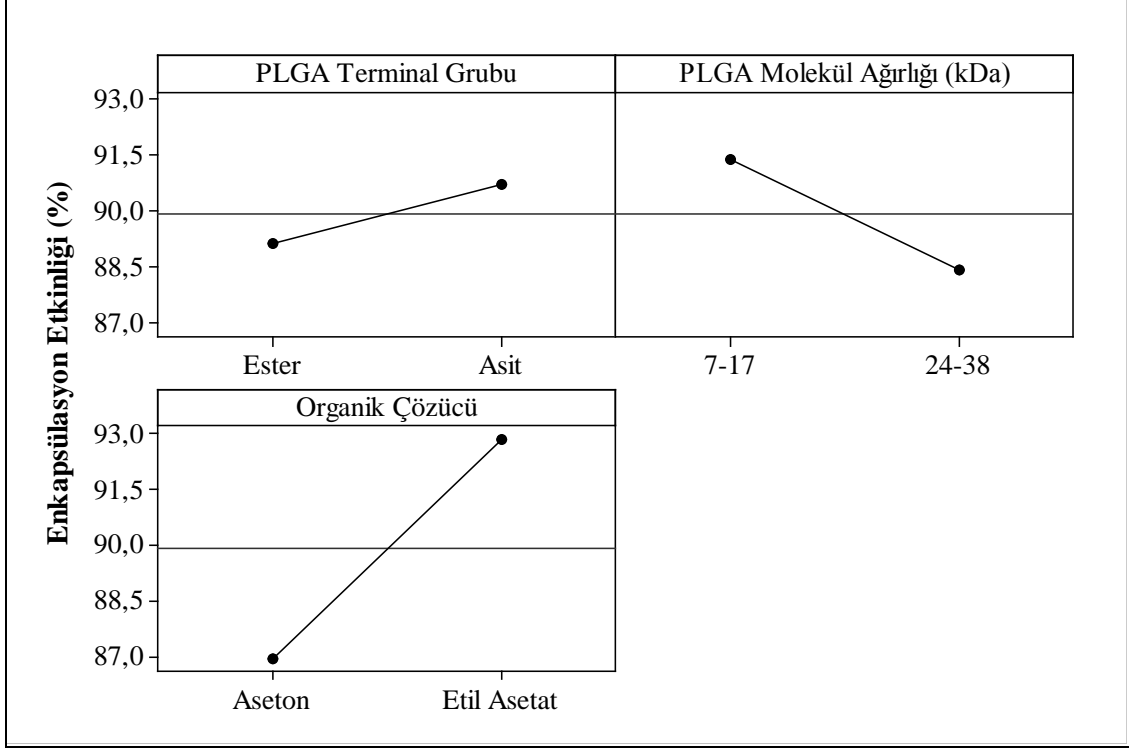 PLGA Terminal Grubu
PLGA Molekül Ağırlığı (kDa)
93,0
91,5
90,0
88,5
87,0
Ester
Asit
7-17
24-38
Enkapsülasyon Etkinliği (%)
Organik Çözücü
93,0
91,5
90,0
88,5
87,0
Aseton
Etil Asetat